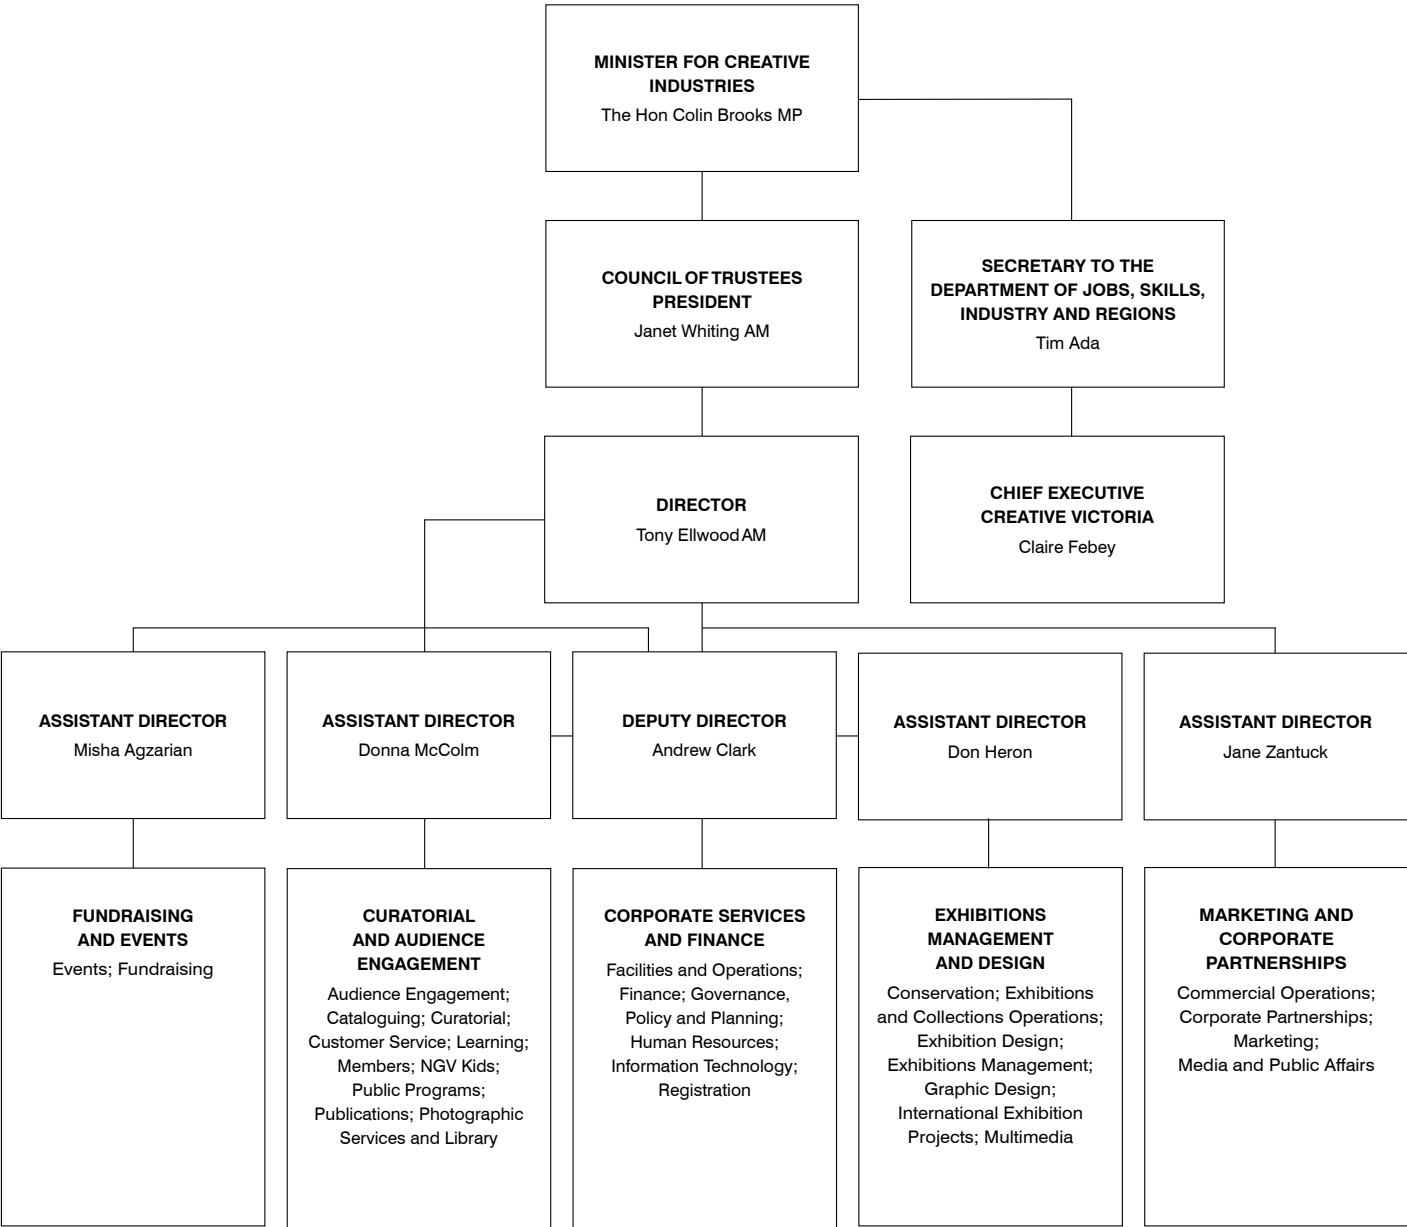 MINISTER FOR CREATIVE
INDUSTRIES
The Hon Colin Brooks MP
COUNCIL OF TRUSTEES
PRESIDENT
Janet Whiting AM
SECRETARY TO THE
DEPARTMENT OF JOBS, SKILLS,
INDUSTRY AND REGIONS
Tim Ada
DIRECTOR
Tony Ellwood AM
CHIEF EXECUTIVE
CREATIVE VICTORIA
Claire Febey
ASSISTANT DIRECTOR
Misha Agzarian
ASSISTANT DIRECTOR
Donna McColm
DEPUTY DIRECTOR
Andrew Clark
ASSISTANT DIRECTOR
Don Heron
ASSISTANT DIRECTOR
Jane Zantuck
FUNDRAISING
AND EVENTS
Events; Fundraising
CURATORIAL
AND AUDIENCE
ENGAGEMENT
Audience Engagement;
Cataloguing; Curatorial;
Customer Service; Learning;
Members; NGV Kids;
Public Programs;
Publications; Photographic
Services and Library
CORPORATE SERVICES
AND FINANCE
Facilities and Operations;
Finance; Governance,
Policy and Planning;
Human Resources;
Information Technology;
Registration
EXHIBITIONS
MANAGEMENT
AND DESIGN
Conservation; Exhibitions
and Collections Operations;
Exhibition Design;
Exhibitions Management;
Graphic Design;
International Exhibition
Projects; Multimedia
MARKETING AND
CORPORATE
PARTNERSHIPS
Commercial Operations;
Corporate Partnerships;
Marketing;
Media and Public Affairs